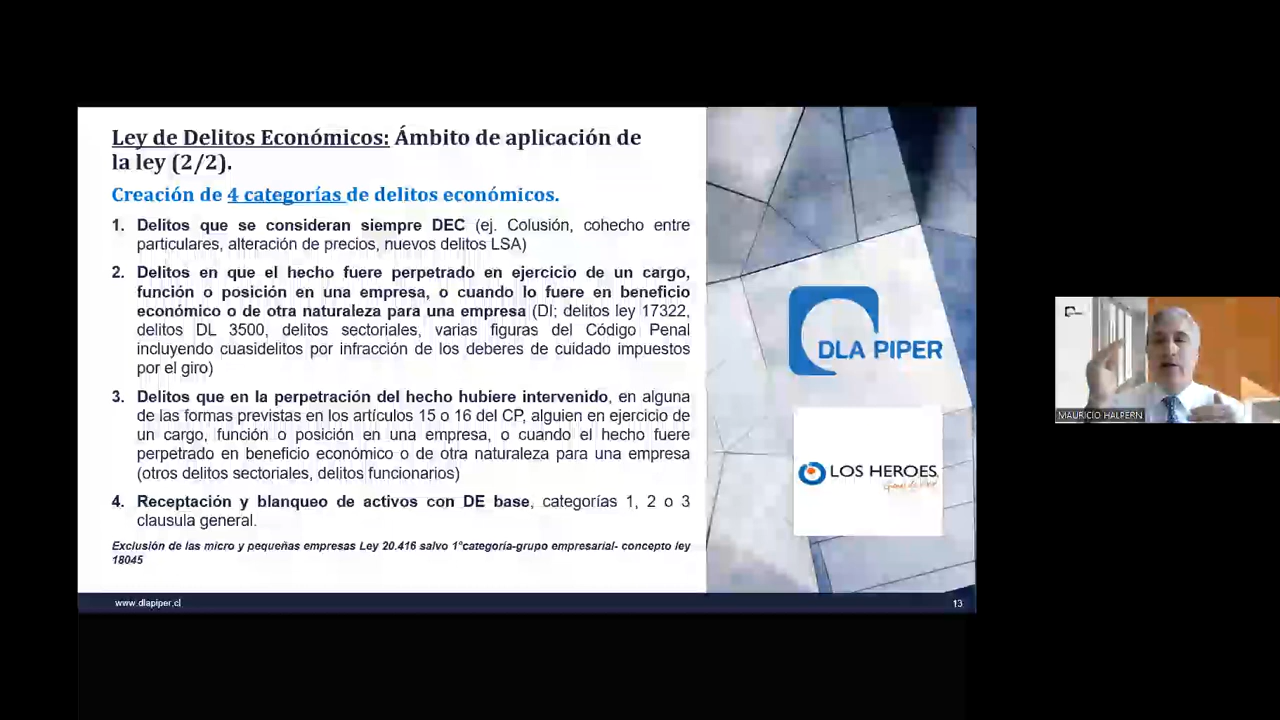 Ley de Delitos Económicos: Ámbito de aplicación de
la ley (2/2).
Creación de 4 categorías de delitos económicos.
1. Delitos que se consideran siempre DEC (ej. Colusión, cohecho entre
particulares, alteración de precios, nuevos delitos LSA)
2. Delitos en que el hecho fuere perpetrado en ejercicio de un cargo,
función o posición en una empresa, o cuando lo fuere en beneficio
económico o de otra naturaleza para una empresa (DI; delitos ley 17322,
delitos DL 3500, delitos sectoriales, varias figuras del Código Penal
incluyendo cuasidelitos por infracción de los deberes de cuidado impuestos
por el giro)
3. Delitos que en la perpetración del hecho hubiere intervenido, en alguna
de las formas previstas en los artículos 15 o 16 del CP, alguien en ejercicio de
un cargo, función o posición en una empresa, o cuando el hecho fuere
perpetrado en beneficio económico o de otra naturaleza para una empresa
(otros delitos sectoriales, delitos funcionarios)
4. Receptación y blanqueo de activos con DE base, categorías 1, 2 o 3
clausula general.
Exclusión de las micro y pequeñas empresas Ley 20.416 salvo 1°categoría-grupo empresarial- concepto ley
18045
www.dlapiper.cl
13
DLA PIPER
LOS HEROES
MAURICIO HALPERN